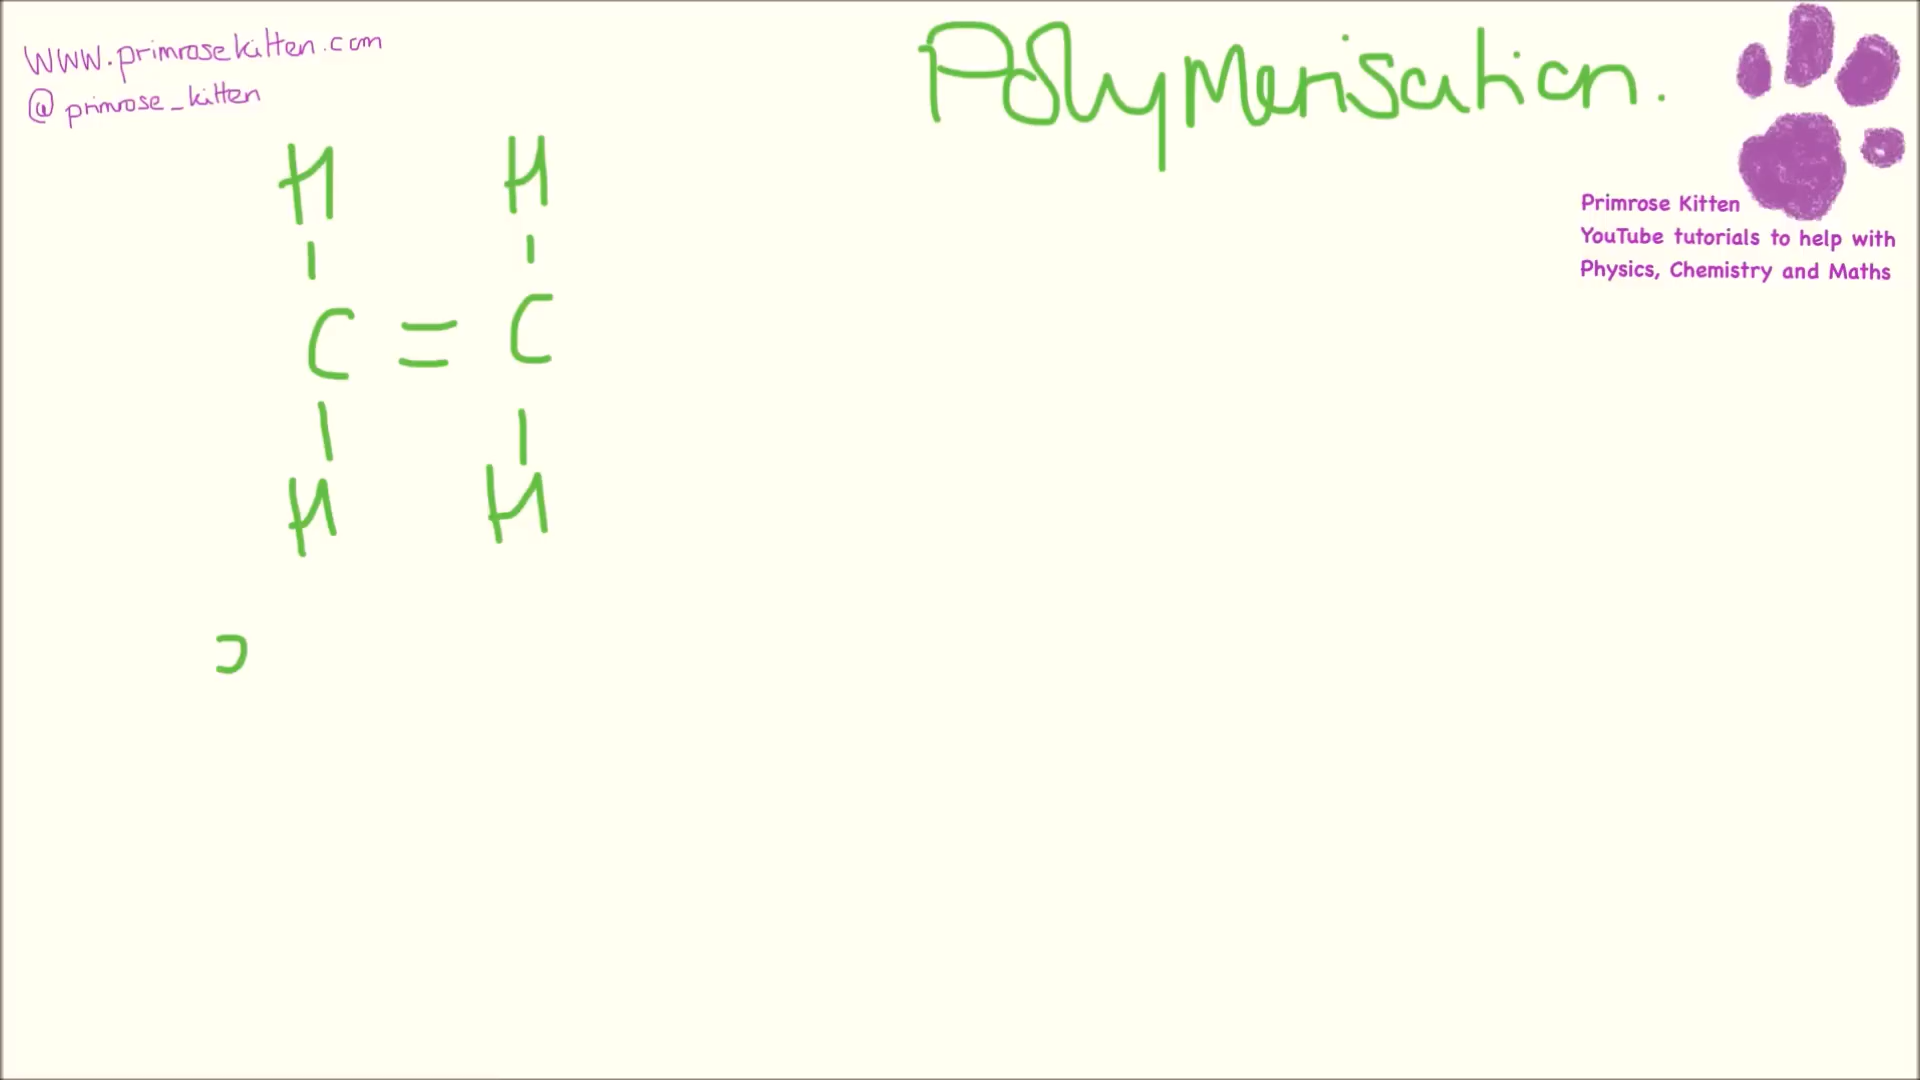 www.primrosekitten.com
@primrose_kitten
Polymerisation.
Primrose Kitten
YouTube tutorials to help with
Physics, Chemistry and Maths
H H
C = C
H H